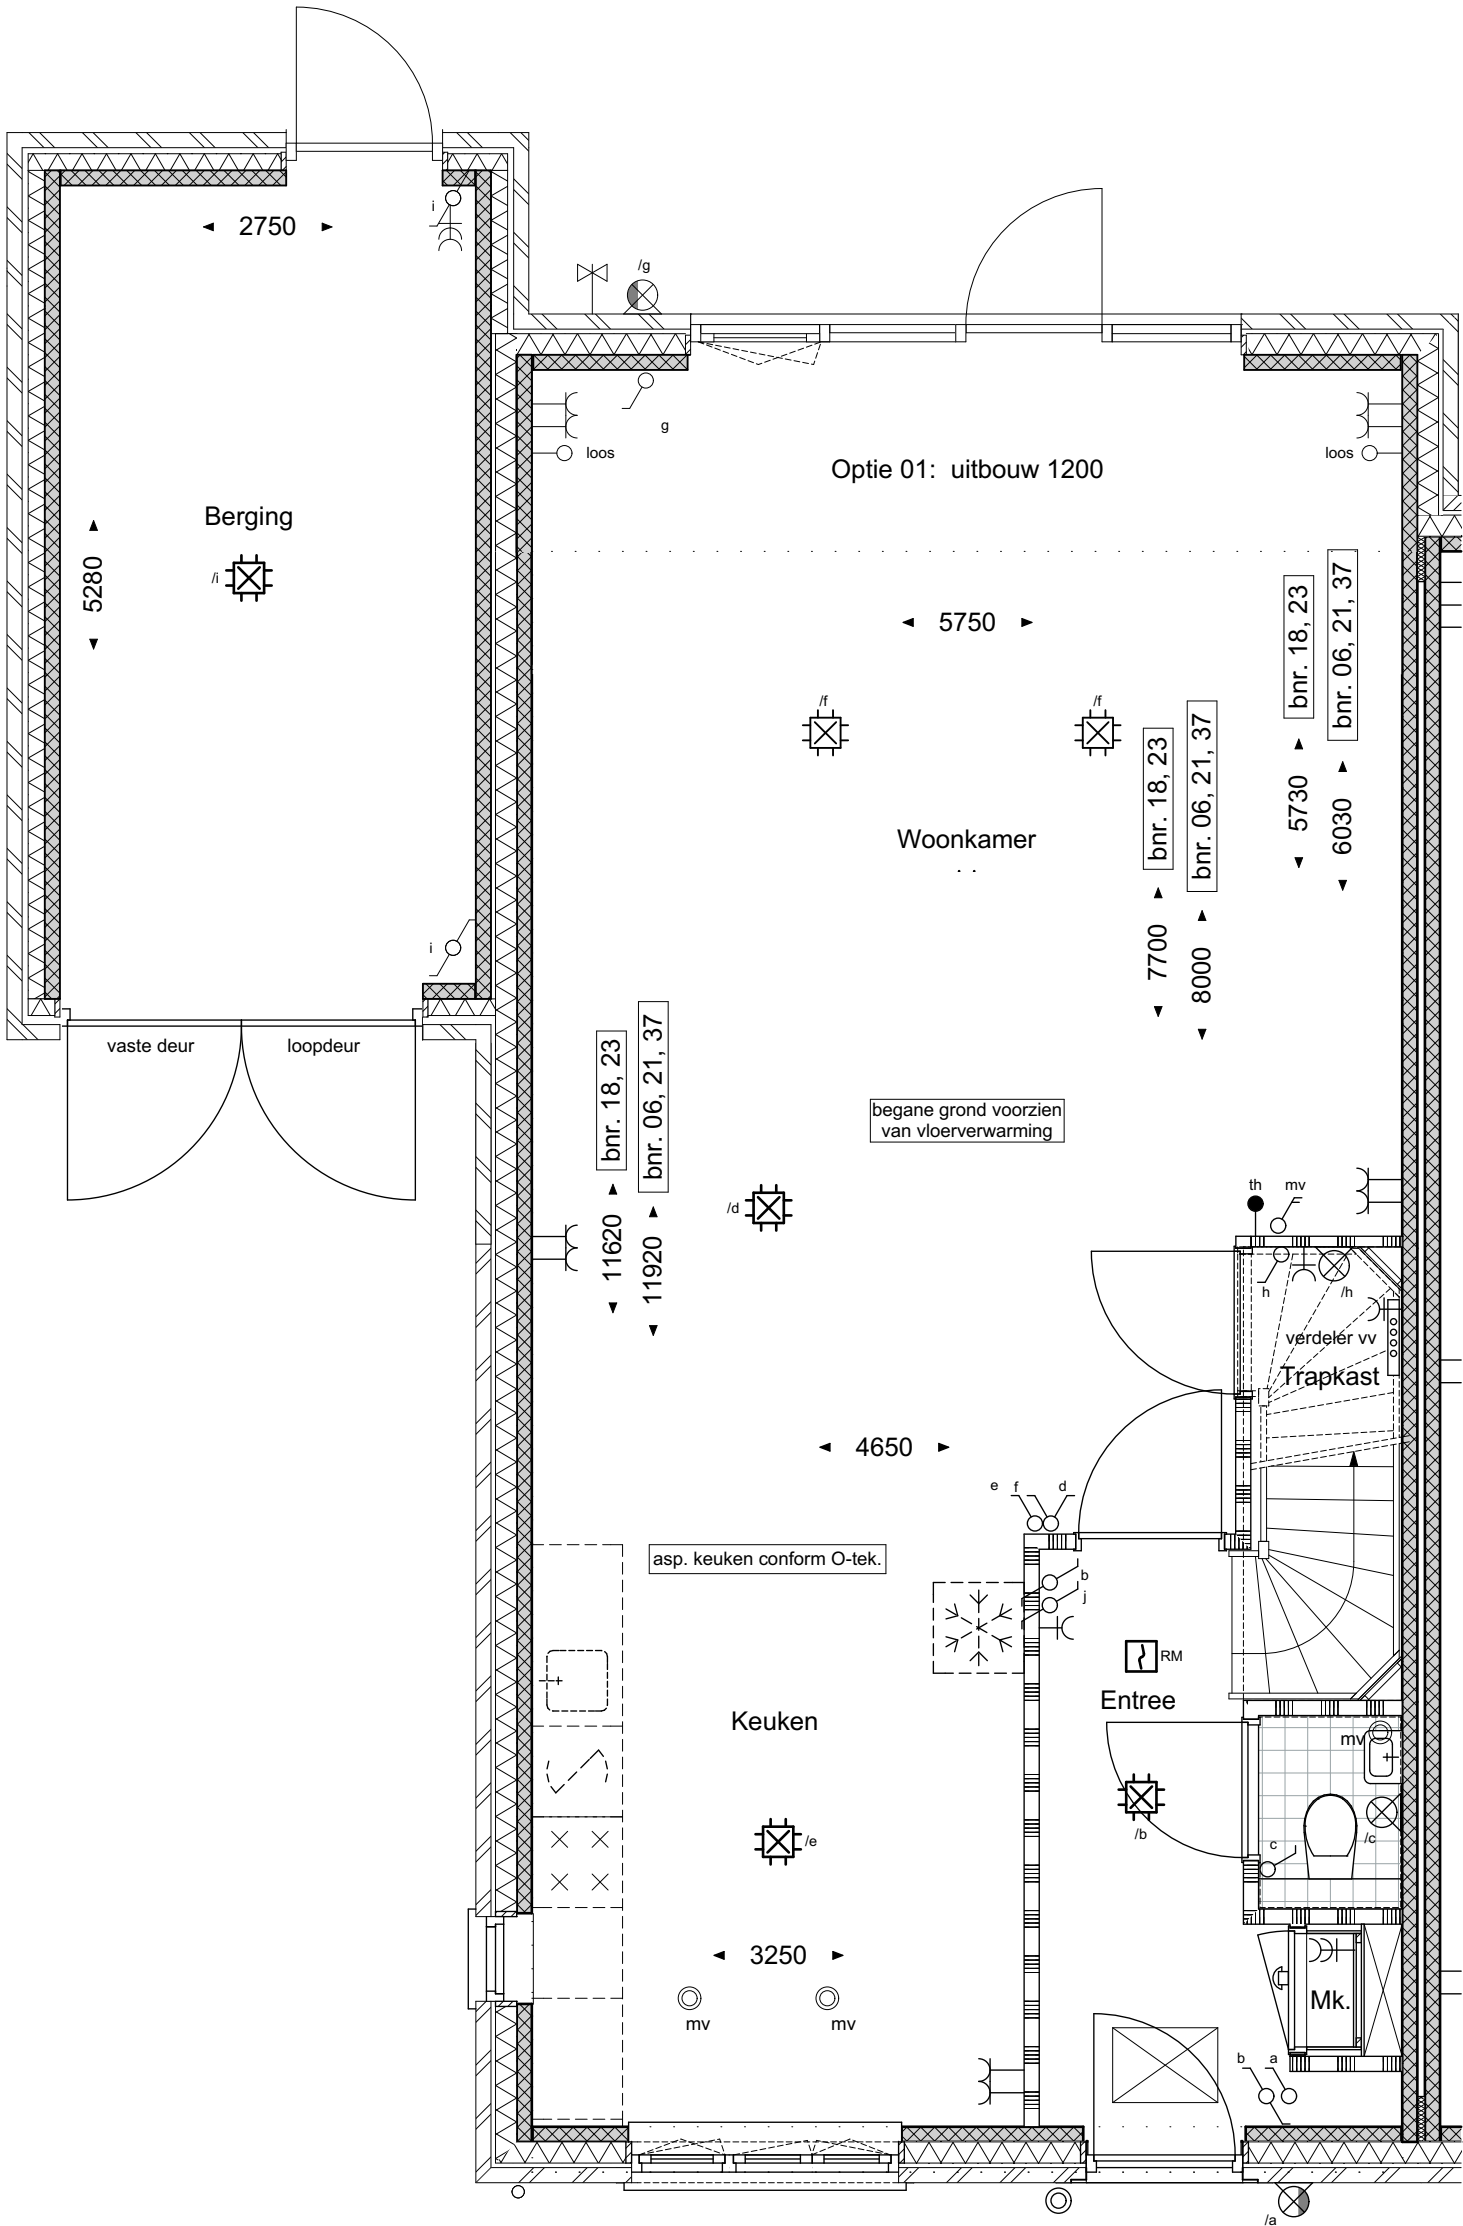 2750
i
/g
g
loos
loos
Optie 01: uitbouw 1200
Berging
/i
5280
5750
bnr. 18, 23
bnr. 06, 21, 37
5730
6030
/f
/f
bnr. 18, 23
bnr. 06, 21, 37
7700
8000
Woonkamer
i
vaste deur
loopdeur
bnr. 18, 23
bnr. 06, 21, 37
11620
11920
begane grond voorzien
van vloerverwarming
/d
th
mv
h
/h
verdeler vv
Trapkast
4650
e
f
d
asp. keuken conform O-tek.
b
j
RM
Entree
Keuken
mv
/b
/e
c
/c
3250
mv
mv
Mk.
b
a
/a